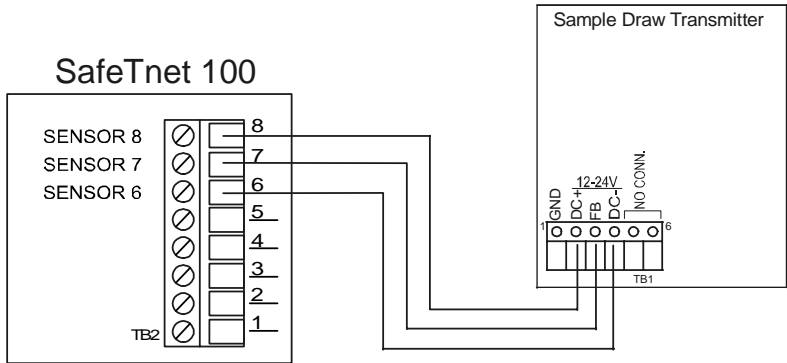 Sample Draw Transmitter
SafeTnet 100
SENSOR 8
8
SENSOR 7
7
SENSOR 6
6
5
4
3
2
TB2
1
12-24V
GND
DC+
FB
DC-
NO CONN.
1
6
TB1